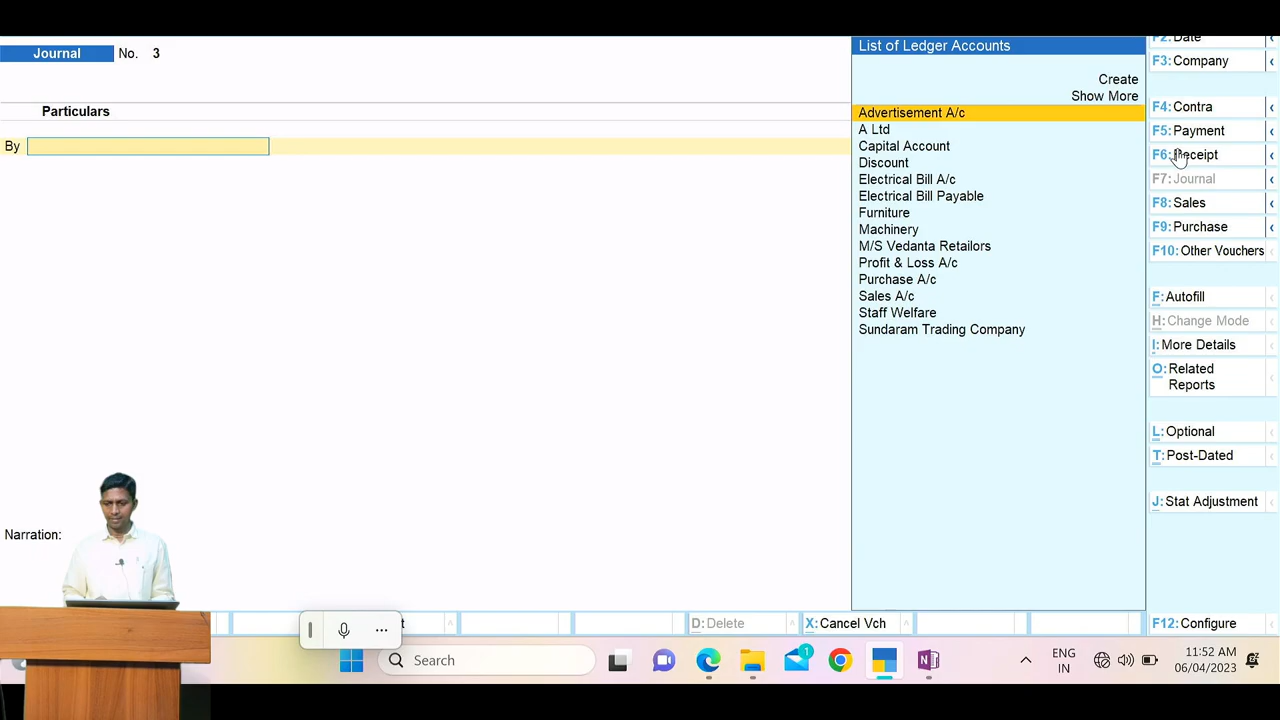 Journal No. 3
Particulars
By
Narration:
List of Ledger Accounts
Create
Show More
Advertisement A/c
A Ltd
Capital Account
Discount
Electrical Bill A/c
Electrical Bill Payable
Furniture
Machinery
M/S Vedanta Retailors
Profit & Loss A/c
Purchase A/c
Sales A/c
Staff Welfare
Sundaram Trading Company
F2: Date
F3: Company
F4: Contra
F5: Payment
F6: Receipt
F7: Journal
F8: Sales
F9: Purchase
F10: Other Vouchers
F: Autofill
H: Change Mode
I: More Details
O: Related
Reports
L: Optional
T: Post-Dated
J: Stat Adjustment
D: Delete
X: Cancel Vch
F12: Configure
Search
1
ENG
IN
11:52 AM
06/04/2023